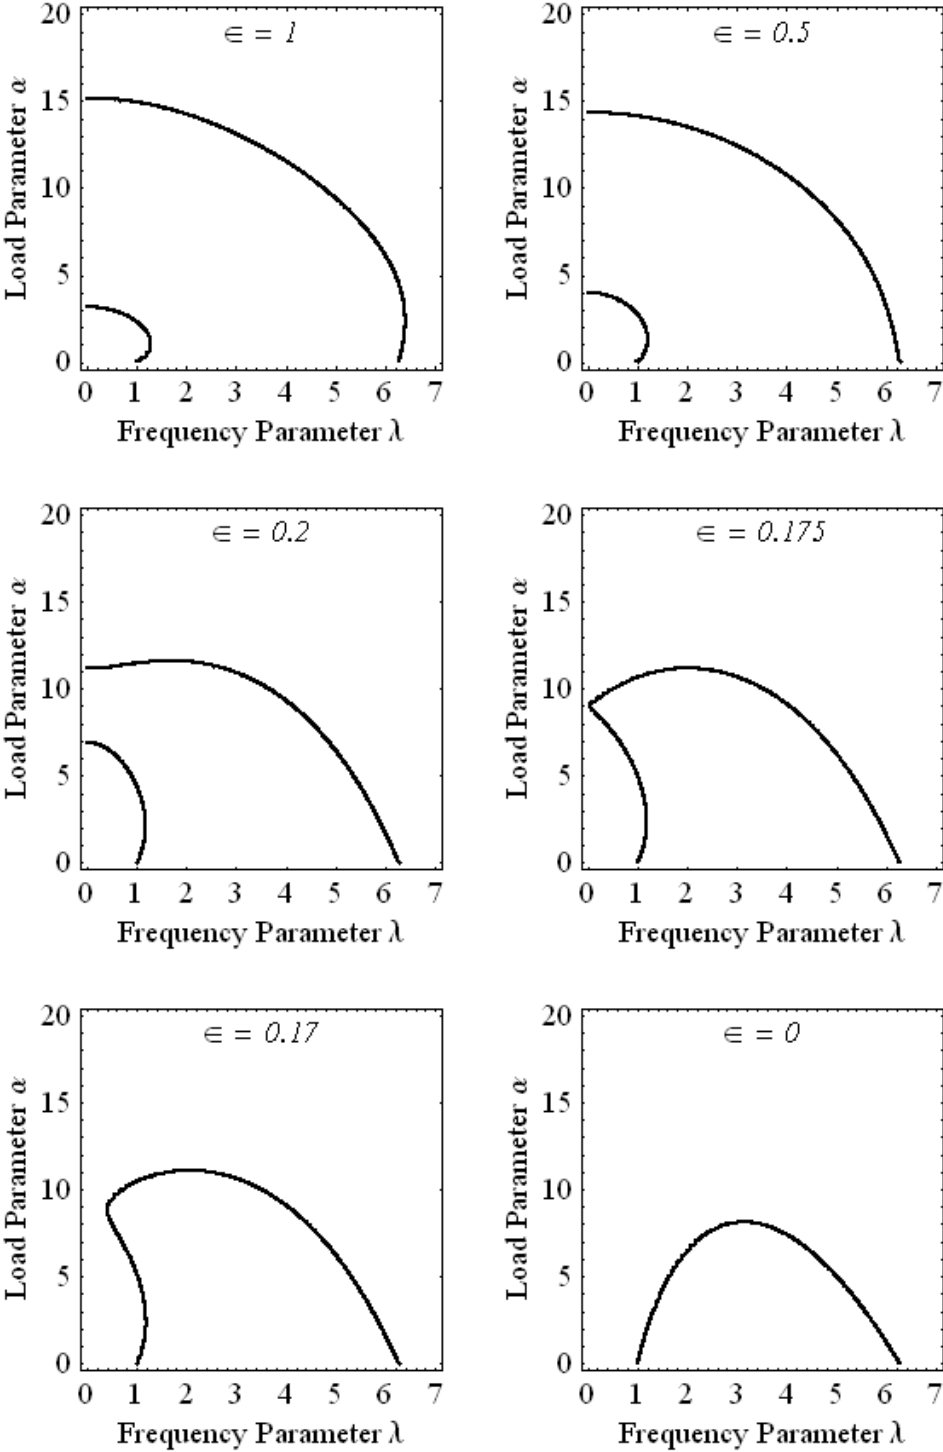 ∈ = 1
Load Parameter α
20
15
10
5
0
0 1 2 3 4 5 6 7
Frequency Parameter λ
∈ = 0.5
Load Parameter α
20
15
10
5
0
0 1 2 3 4 5 6 7
Frequency Parameter λ
∈ = 0.2
Load Parameter α
20
15
10
5
0
0 1 2 3 4 5 6 7
Frequency Parameter λ
∈ = 0.175
Load Parameter α
20
15
10
5
0
0 1 2 3 4 5 6 7
Frequency Parameter λ
∈ = 0.17
Load Parameter α
20
15
10
5
0
0 1 2 3 4 5 6 7
Frequency Parameter λ
∈ = 0
Load Parameter α
20
15
10
5
0
0 1 2 3 4 5 6 7
Frequency Parameter λ